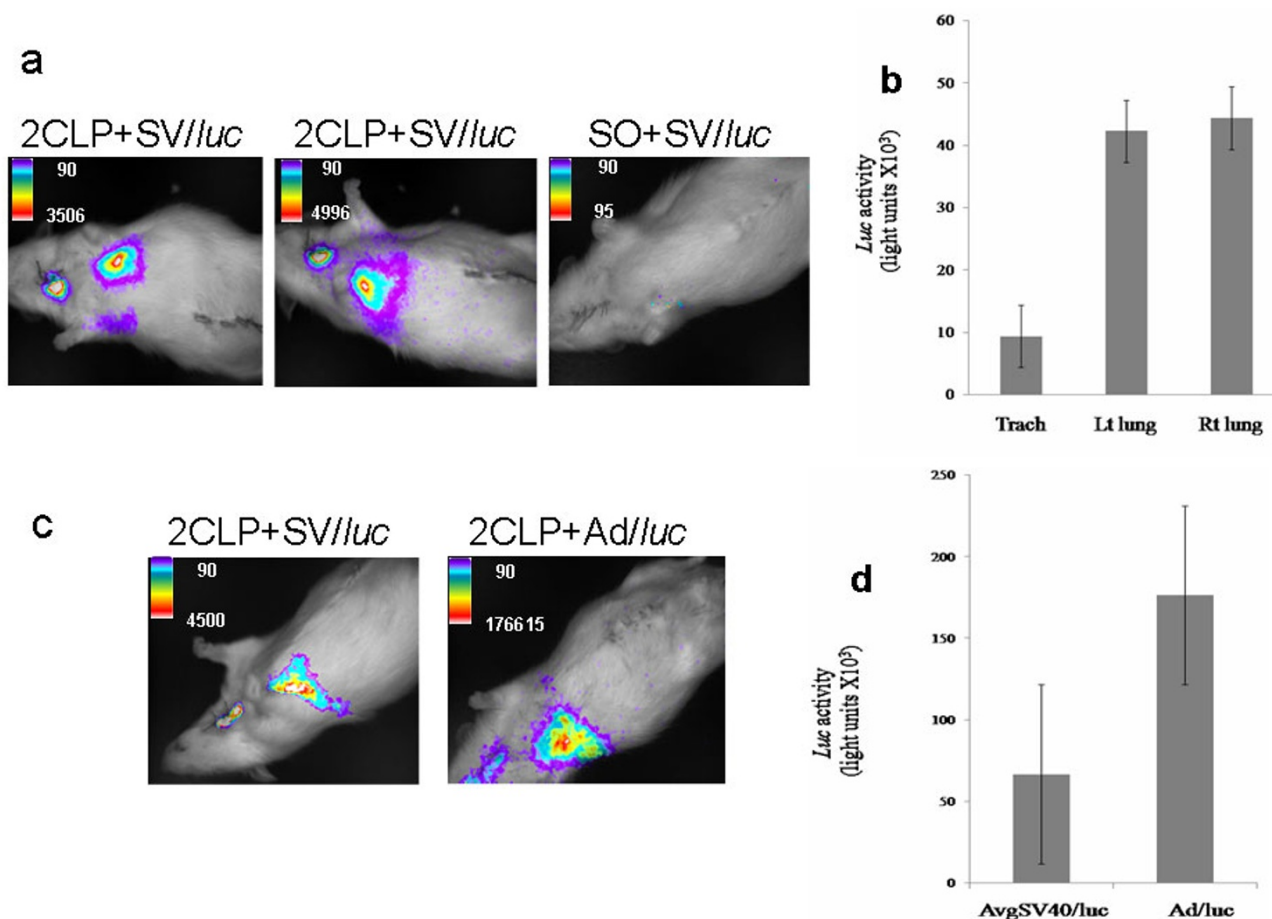 a
2CLP+SV/luc 2CLP+SV/luc SO+SV/luc
90 90 90
3506 4996 95
b
Luc activity
(light units X10³)
60
50
40
30
20
10
0
Trach Lt lung Rt lung
c
2CLP+SV/luc 2CLP+Ad/luc
90 90
4500 176615
d
Luc activity
(light units X10³)
250
200
150
100
50
0
AvgSV40/luc Ad/luc